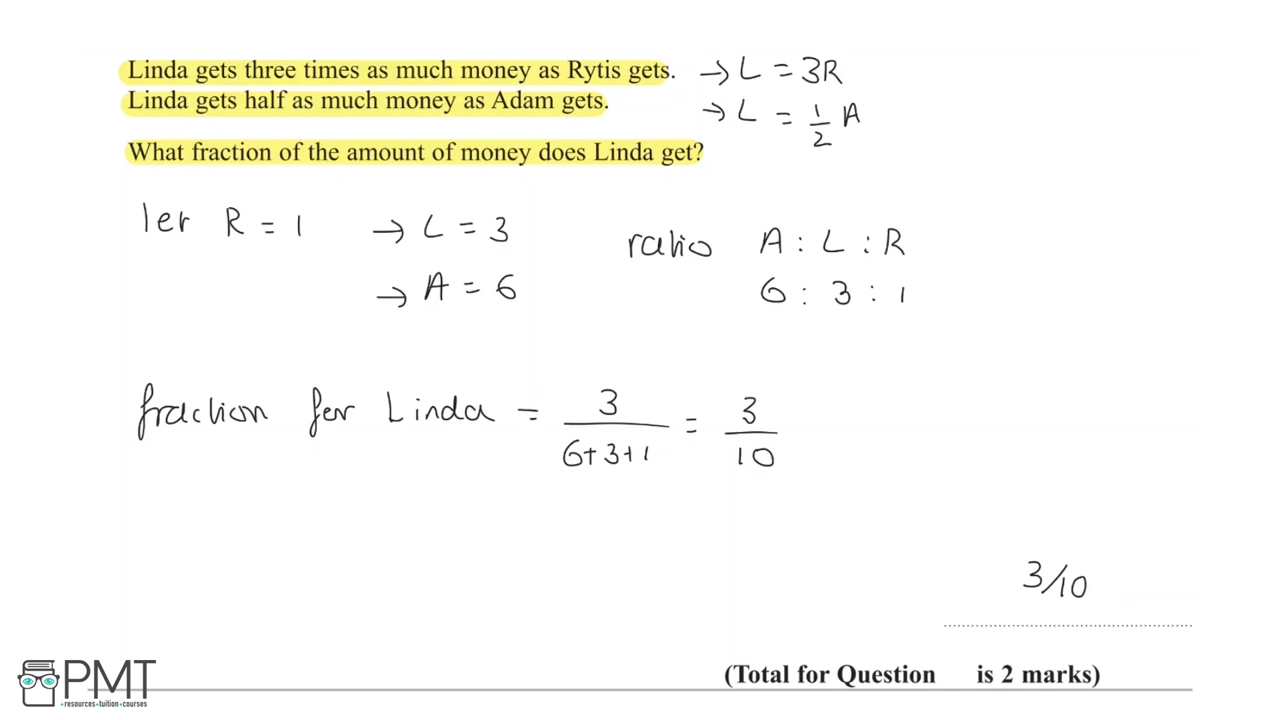 Linda gets three times as much money as Rytis gets. → L = 3R
Linda gets half as much money as Adam gets. → L = 1/2 A
What fraction of the amount of money does Linda get?
let R = 1 → L = 3
→ A = 6
ratio A : L : R
6 : 3 : 1
fraction for Linda = 3/(6+3+1) = 3/10
3/10
(Total for Question is 2 marks)
PMT
•resources•tuition•courses